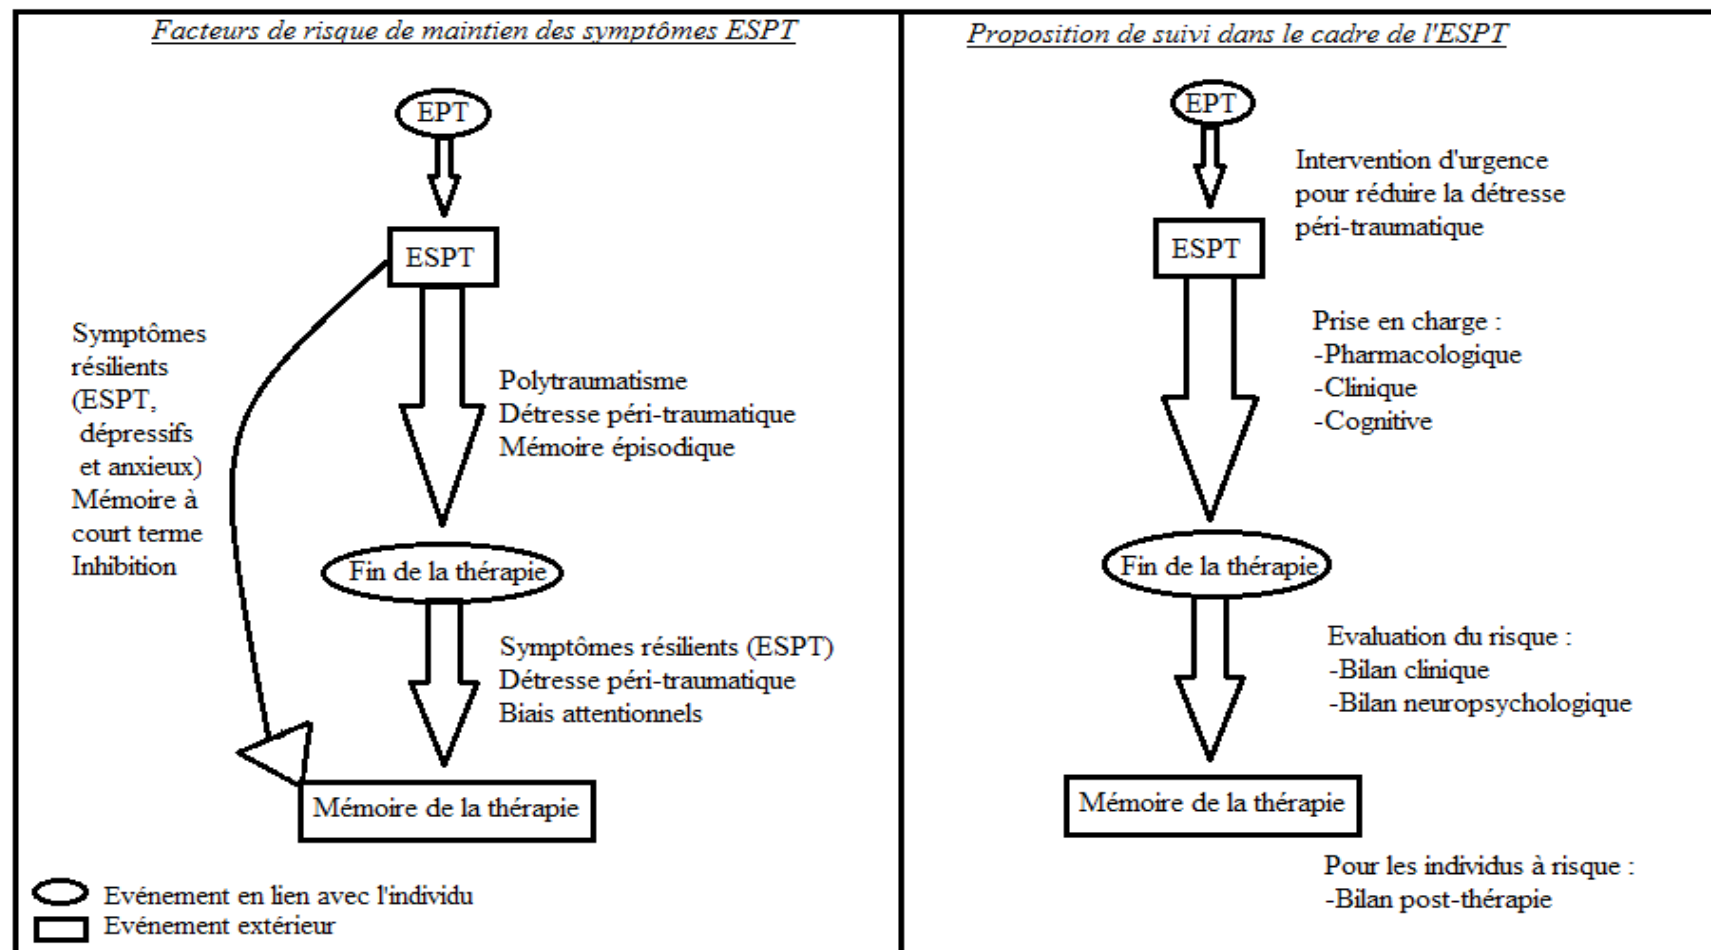 Facteurs de risque de maintien des symptômes ESPT
EPT
ESPT
Symptômes
résilients
(ESPT,
dépressifs
et anxieux)
Mémoire à
court terme
Inhibition
Polytraumatisme
Détresse péri-traumatique
Mémoire épisodique
Fin de la thérapie
Symptômes résilients (ESPT)
Détresse péri-traumatique
Biais attentionnels
Mémoire de la thérapie
Evénement en lien avec l'individu
Evénement extérieur
Proposition de suivi dans le cadre de l'ESPT
EPT
Intervention d'urgence
pour réduire la détresse
péri-traumatique
ESPT
Prise en charge :
-Pharmacologique
-Clinique
-Cognitive
Fin de la thérapie
Evaluation du risque :
-Bilan clinique
-Bilan neuropsychologique
Mémoire de la thérapie
Pour les individus à risque :
-Bilan post-thérapie